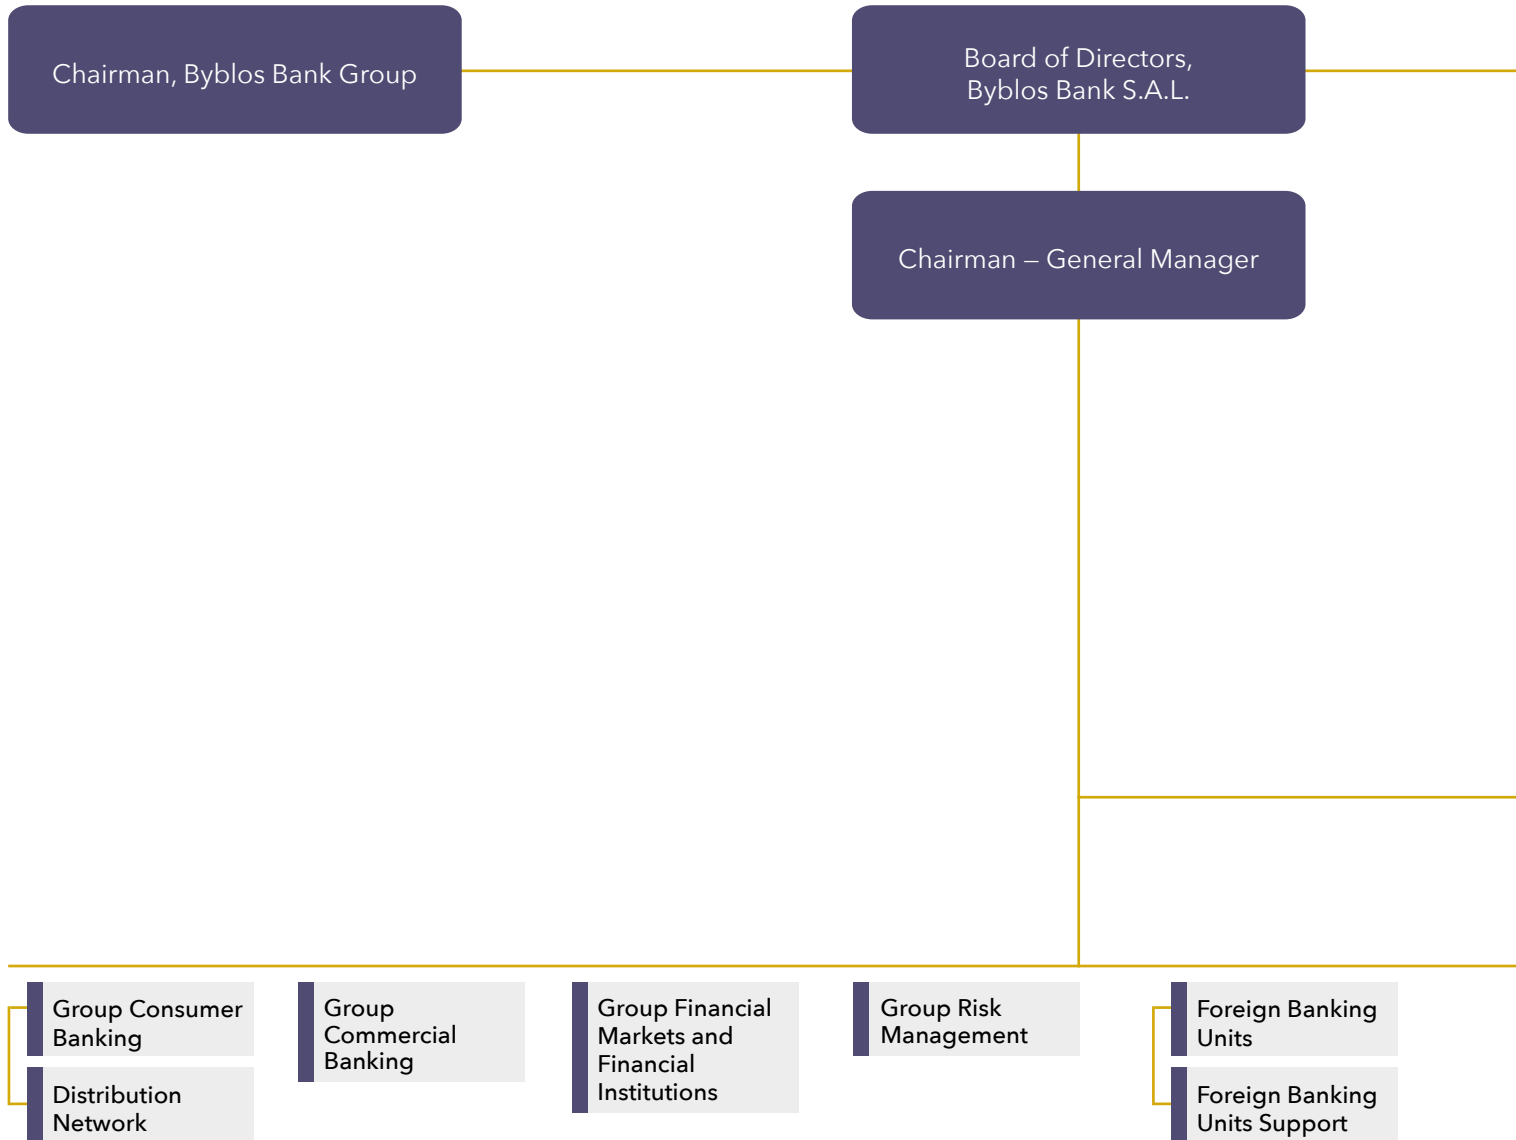 Chairman, Byblos Bank Group
Board of Directors,
Byblos Bank S.A.L.
Chairman – General Manager
Group Consumer
Banking
Distribution
Network
Group
Commercial
Banking
Group Financial
Markets and
Financial
Institutions
Group Risk
Management
Foreign Banking
Units
Foreign Banking
Units Support